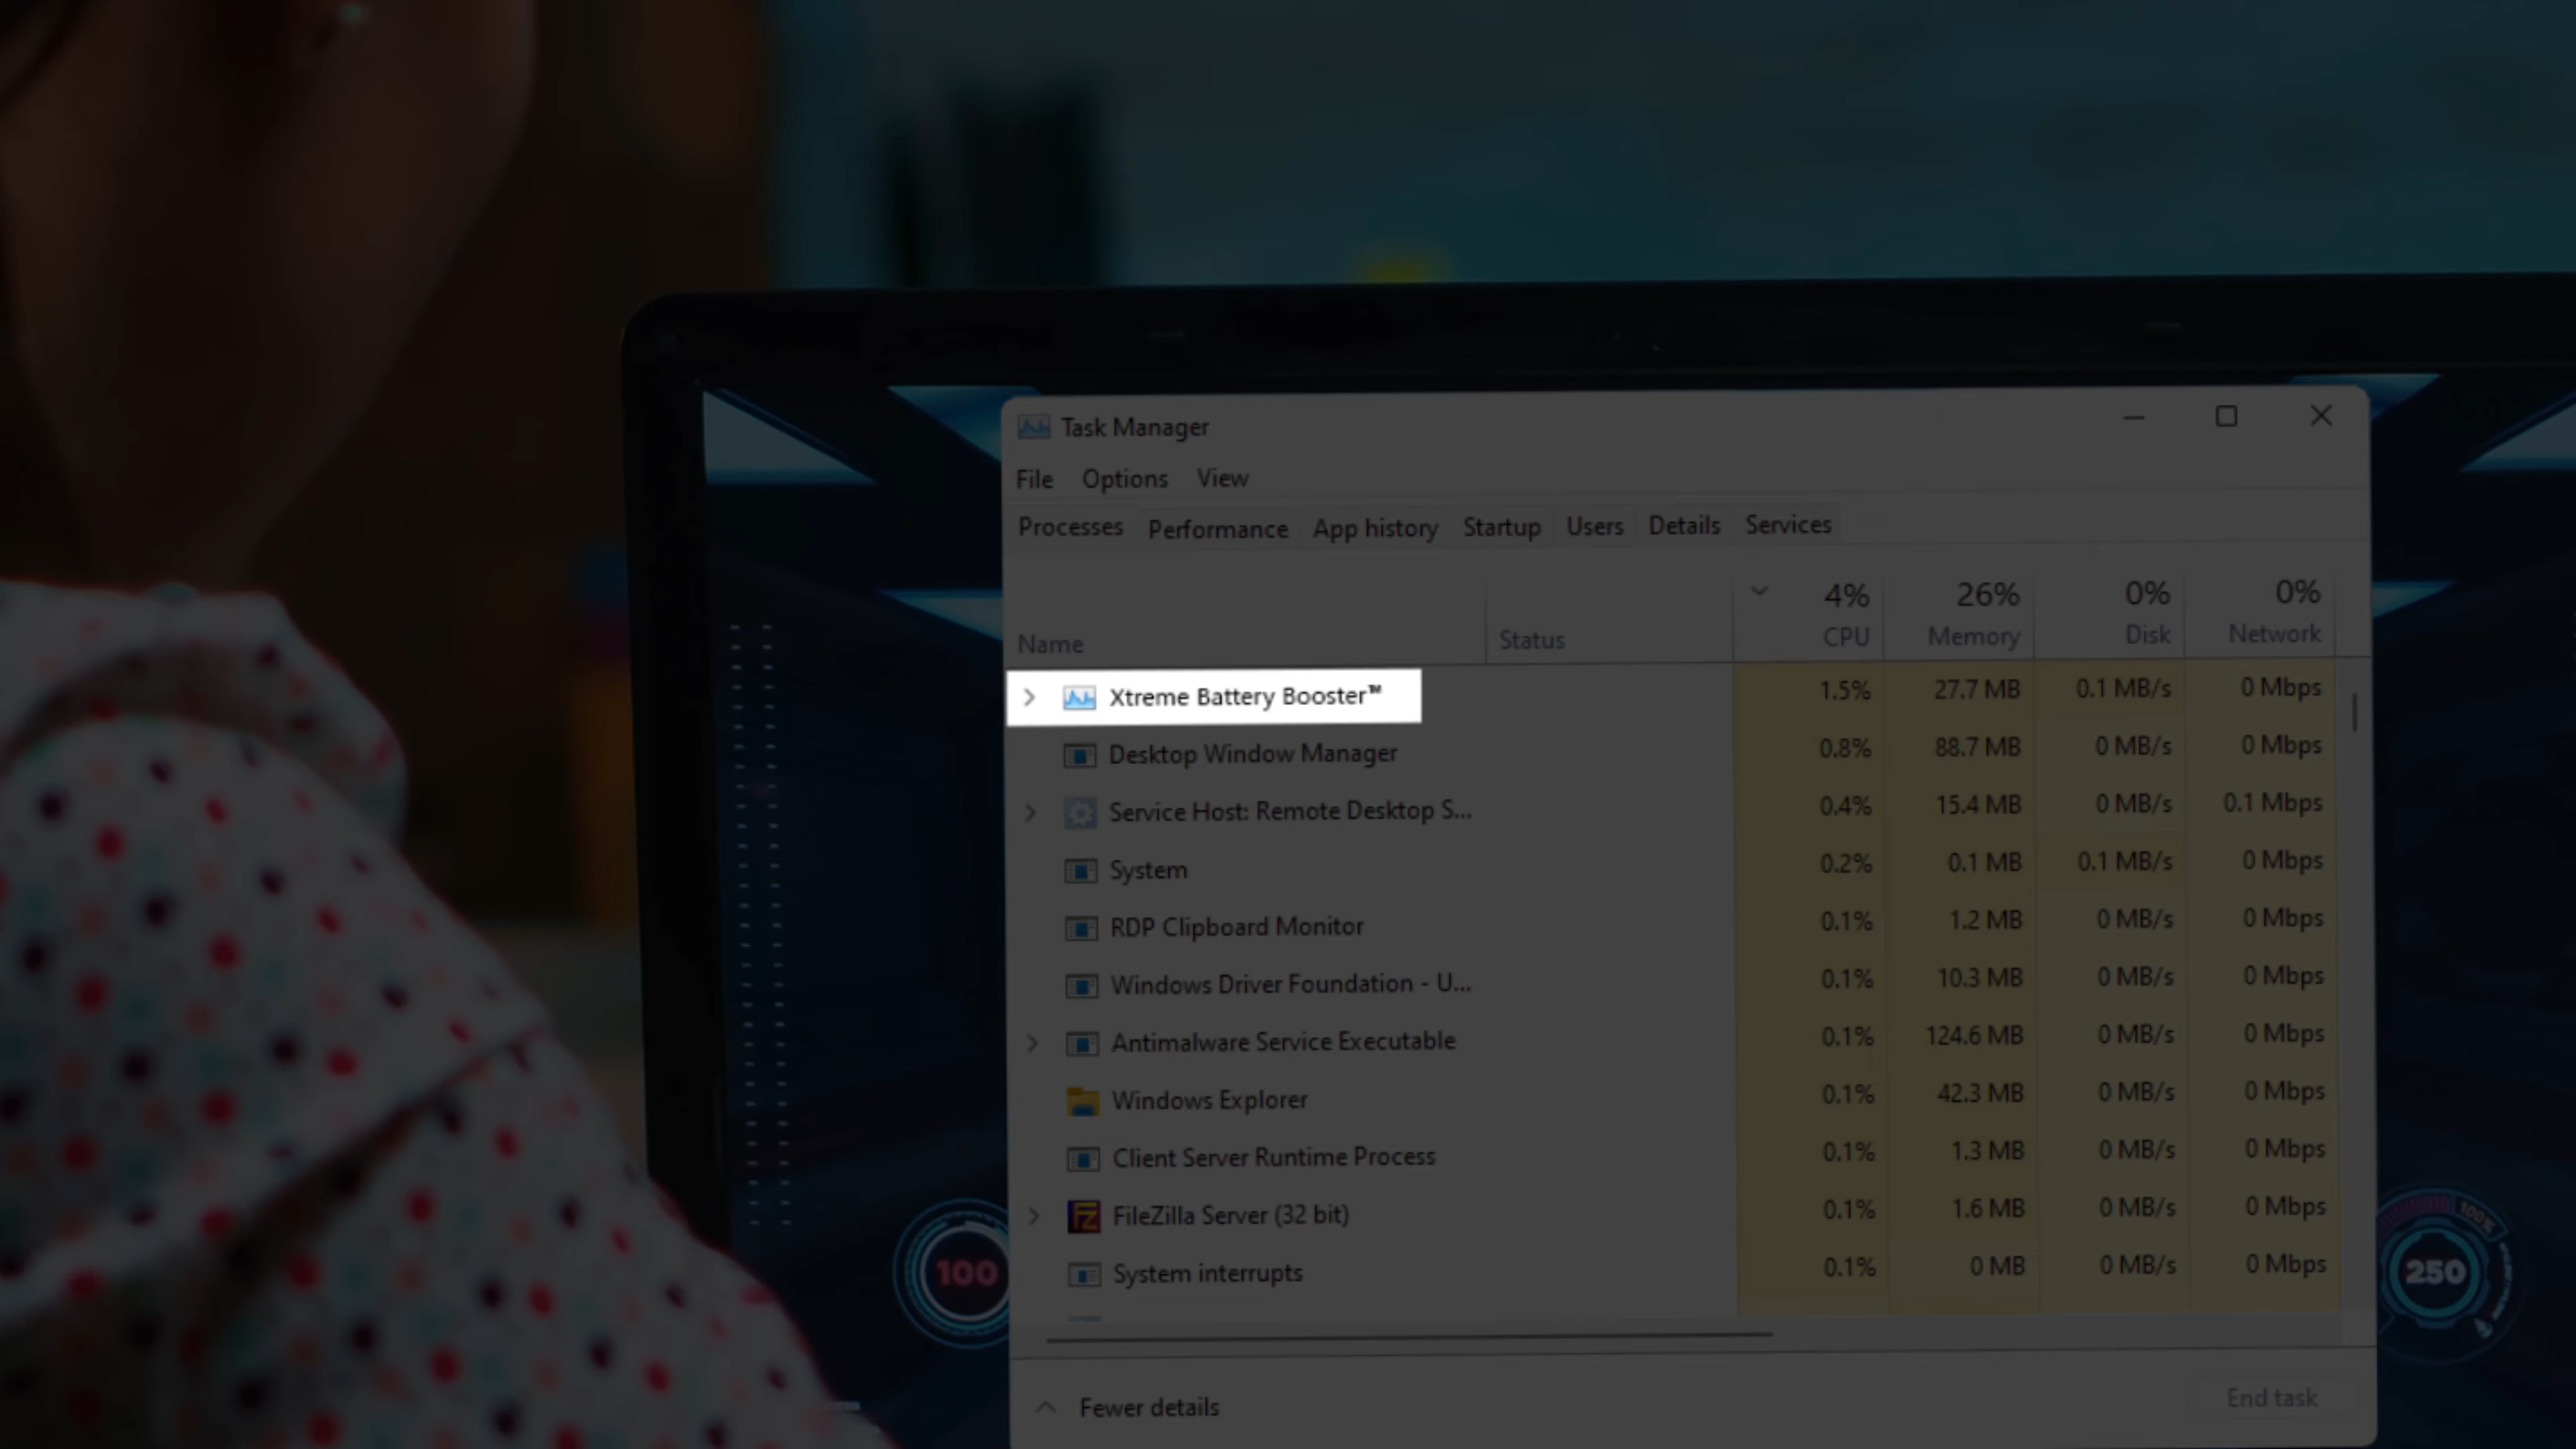 Task Manager
File Options View
Processes Performance App history Startup Users Details Services
4% 26% 0% 0%
Name Status CPU Memory Disk Network
Xtreme Battery Booster™ 1.5% 27.7 MB 0.1 MB/s 0 Mbps
Desktop Window Manager 0.8% 88.7 MB 0 MB/s 0 Mbps
Service Host: Remote Desktop S... 0.4% 15.4 MB 0 MB/s 0.1 Mbps
System 0.2% 0.1 MB 0.1 MB/s 0 Mbps
RDP Clipboard Monitor 0.1% 1.2 MB 0 MB/s 0 Mbps
Windows Driver Foundation - U... 0.1% 10.3 MB 0 MB/s 0 Mbps
Antimalware Service Executable 0.1% 124.6 MB 0 MB/s 0 Mbps
Windows Explorer 0.1% 42.3 MB 0 MB/s 0 Mbps
Client Server Runtime Process 0.1% 1.3 MB 0 MB/s 0 Mbps
FZ FileZilla Server (32 bit) 0.1% 1.6 MB 0 MB/s 0 Mbps
System interrupts 0.1% 0 MB 0 MB/s 0 Mbps
100
100%
250
Fewer details End task